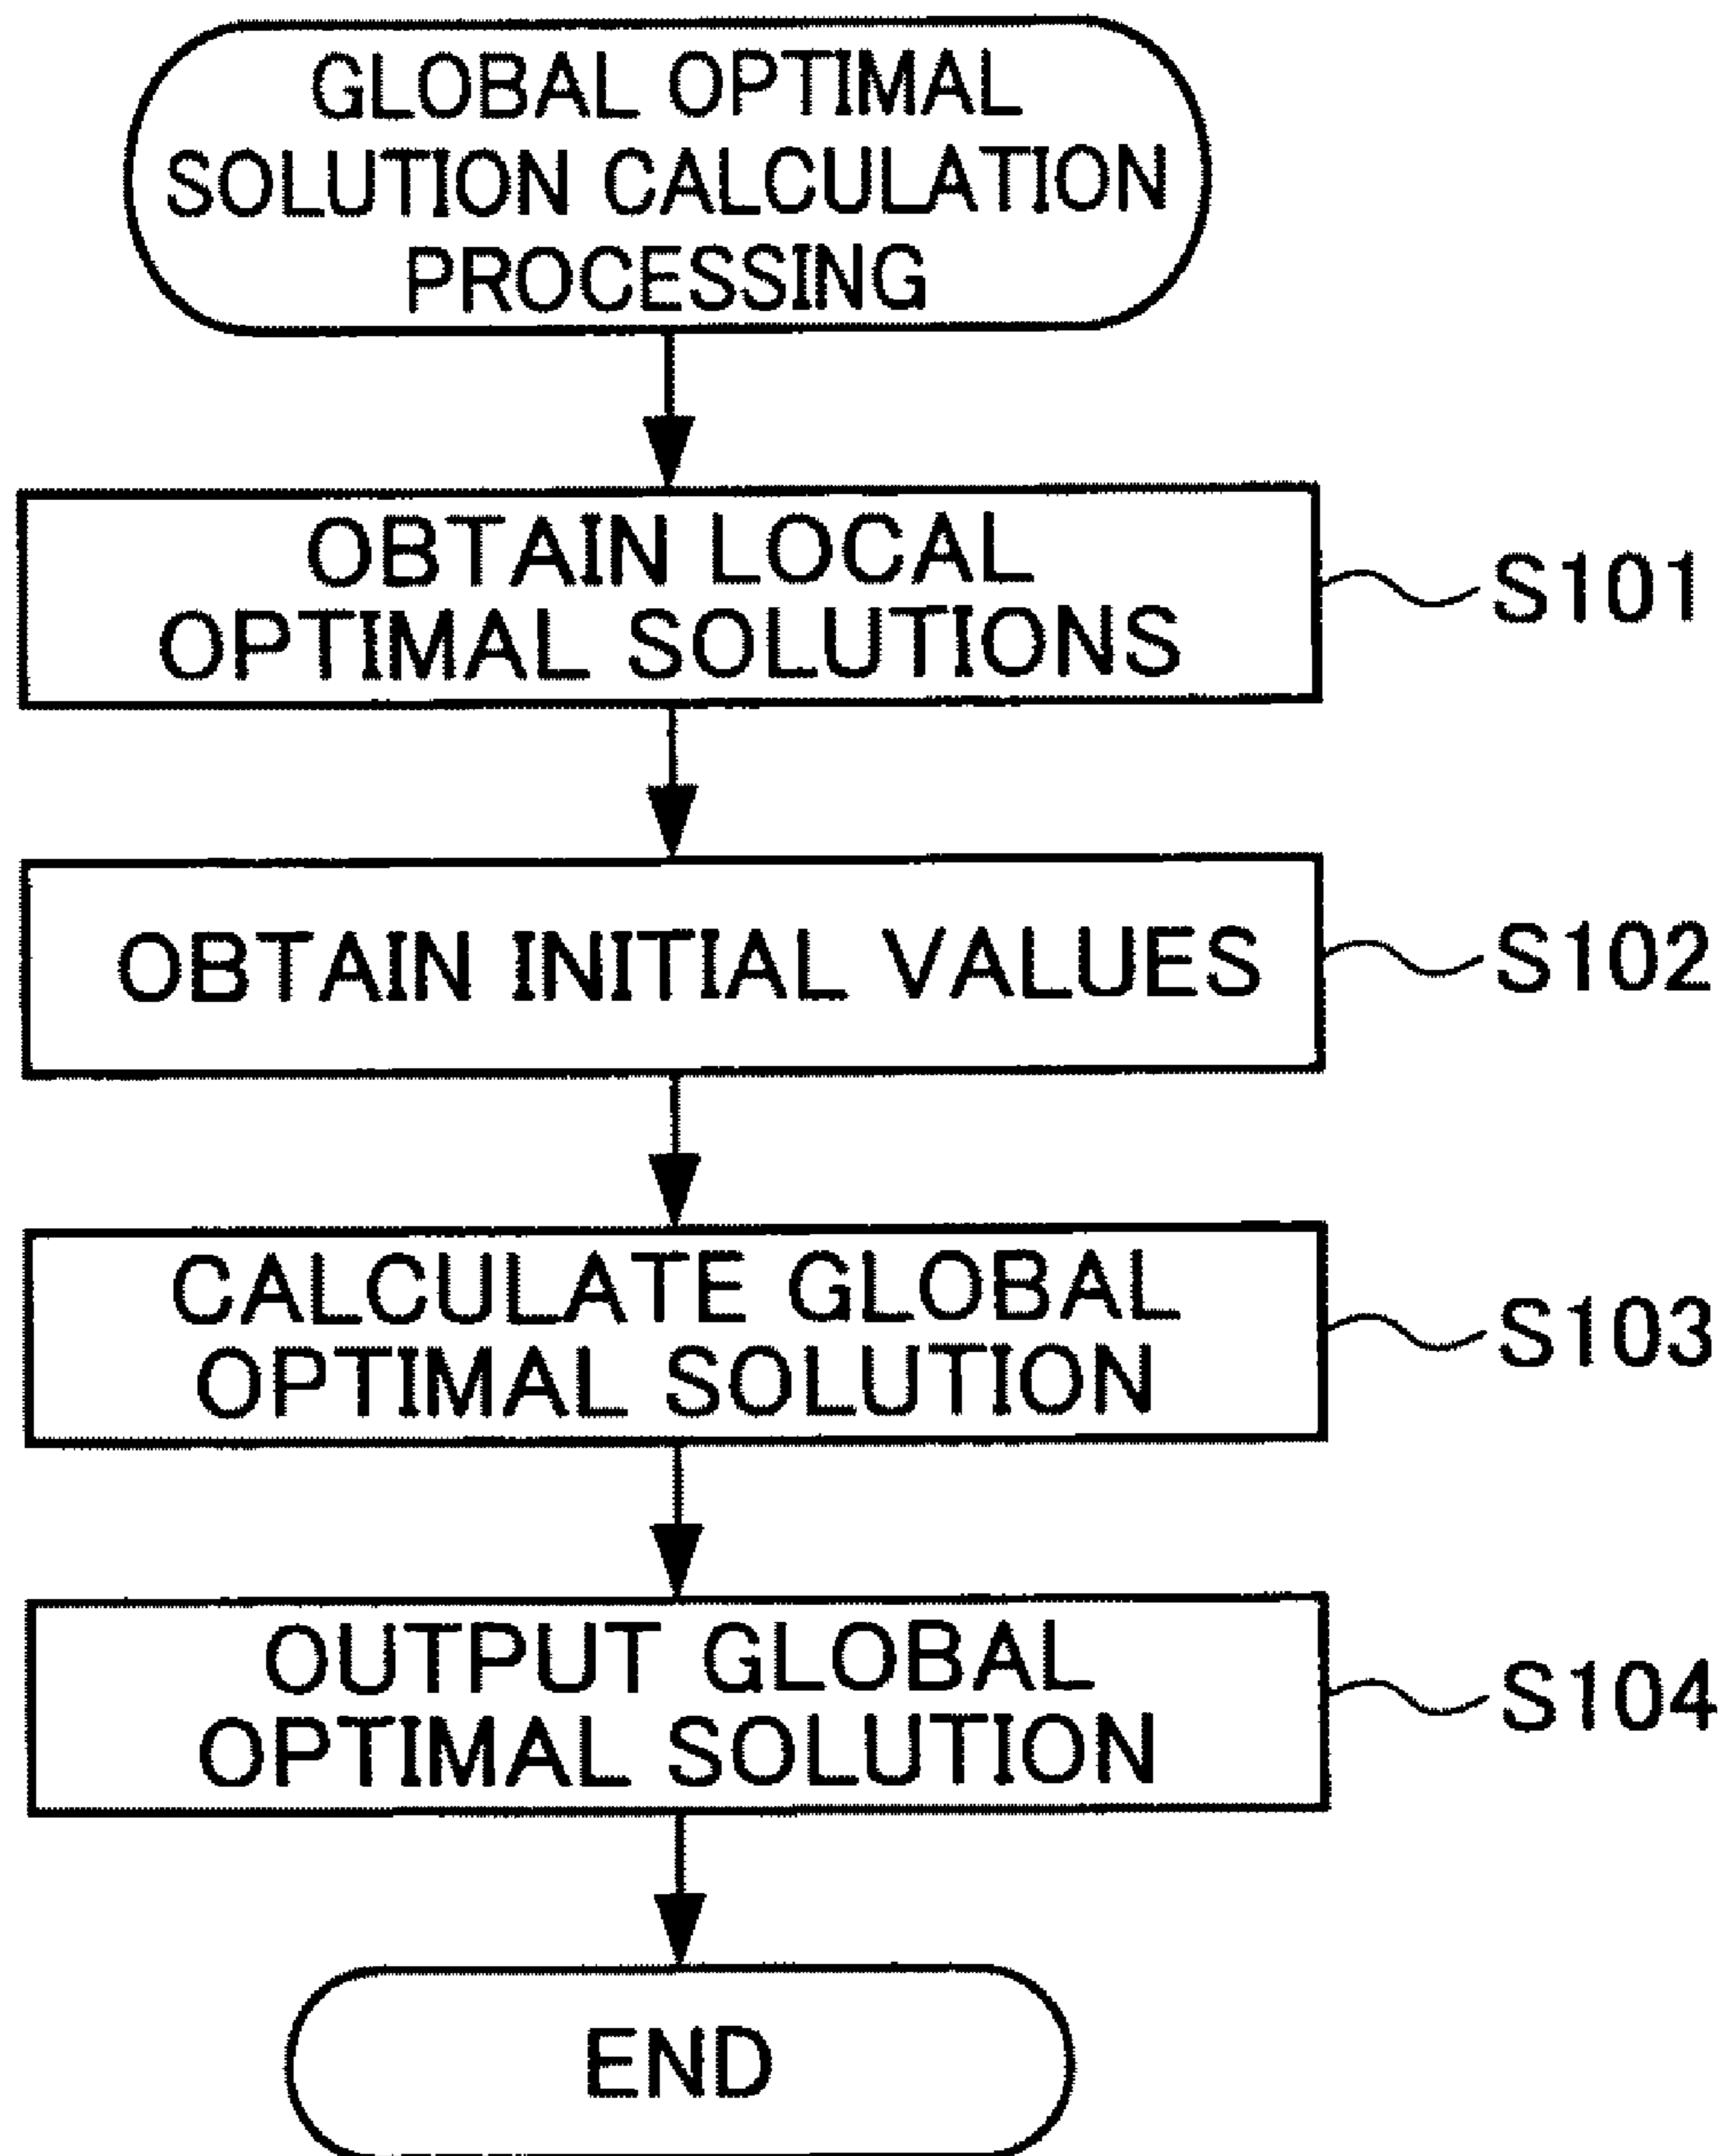 GLOBAL OPTIMAL
SOLUTION CALCULATION
PROCESSING
OBTAIN LOCAL
OPTIMAL SOLUTIONS
S101
OBTAIN INITIAL VALUES
S102
CALCULATE GLOBAL
OPTIMAL SOLUTION
S103
OUTPUT GLOBAL
OPTIMAL SOLUTION
S104
END